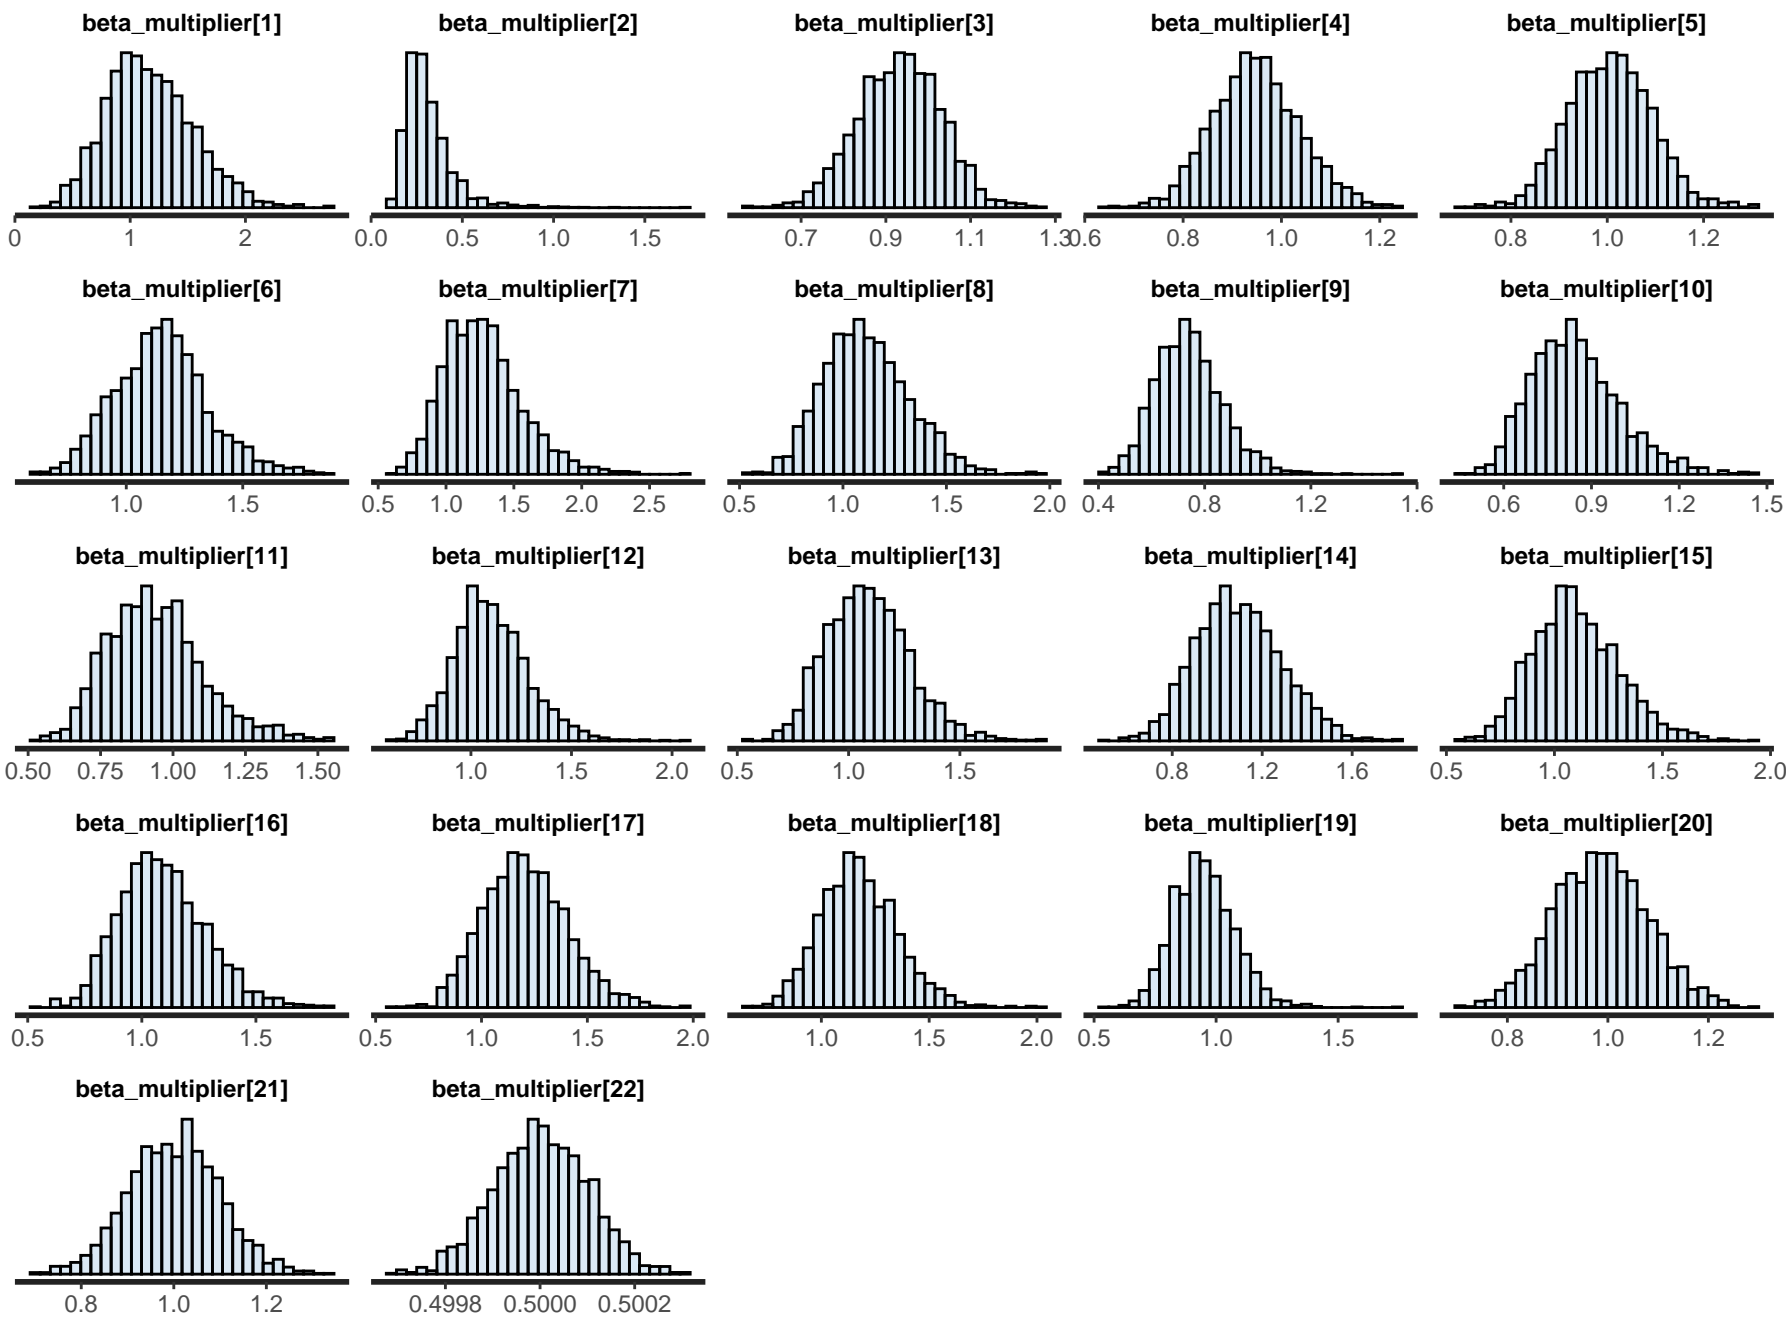 beta_multiplier[1] beta_multiplier[2] beta_multiplier[3] beta_multiplier[4] beta_multiplier[5]
0 1 2 0.0 0.5 1.0 1.5 0.7 0.9 1.1 1.3 0.6 0.8 1.0 1.2 0.8 1.0 1.2
beta_multiplier[6] beta_multiplier[7] beta_multiplier[8] beta_multiplier[9] beta_multiplier[10]
1.0 1.5 0.5 1.0 1.5 2.0 2.5 0.5 1.0 1.5 2.0 0.4 0.8 1.2 1.6 0.6 0.9 1.2 1.5
beta_multiplier[11] beta_multiplier[12] beta_multiplier[13] beta_multiplier[14] beta_multiplier[15]
0.50 0.75 1.00 1.25 1.50 1.0 1.5 2.0 0.5 1.0 1.5 0.8 1.2 1.6 0.5 1.0 1.5 2.0
beta_multiplier[16] beta_multiplier[17] beta_multiplier[18] beta_multiplier[19] beta_multiplier[20]
0.5 1.0 1.5 0.5 1.0 1.5 2.0 1.0 1.5 2.0 0.5 1.0 1.5 0.8 1.0 1.2
beta_multiplier[21] beta_multiplier[22]
0.8 1.0 1.2 0.4998 0.5000 0.5002